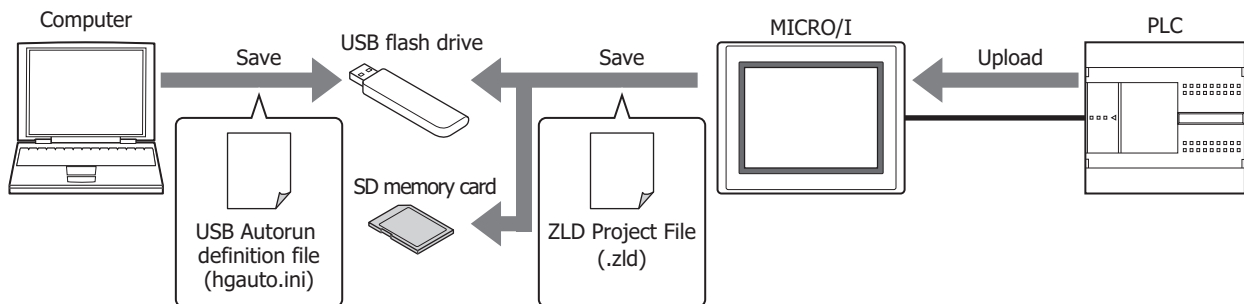 Computer
USB flash drive
MICRO/I
PLC
Save
Save
Upload
SD memory card
USB Autorun
definition file
(hgauto.ini)
ZLD Project File
(.zld)